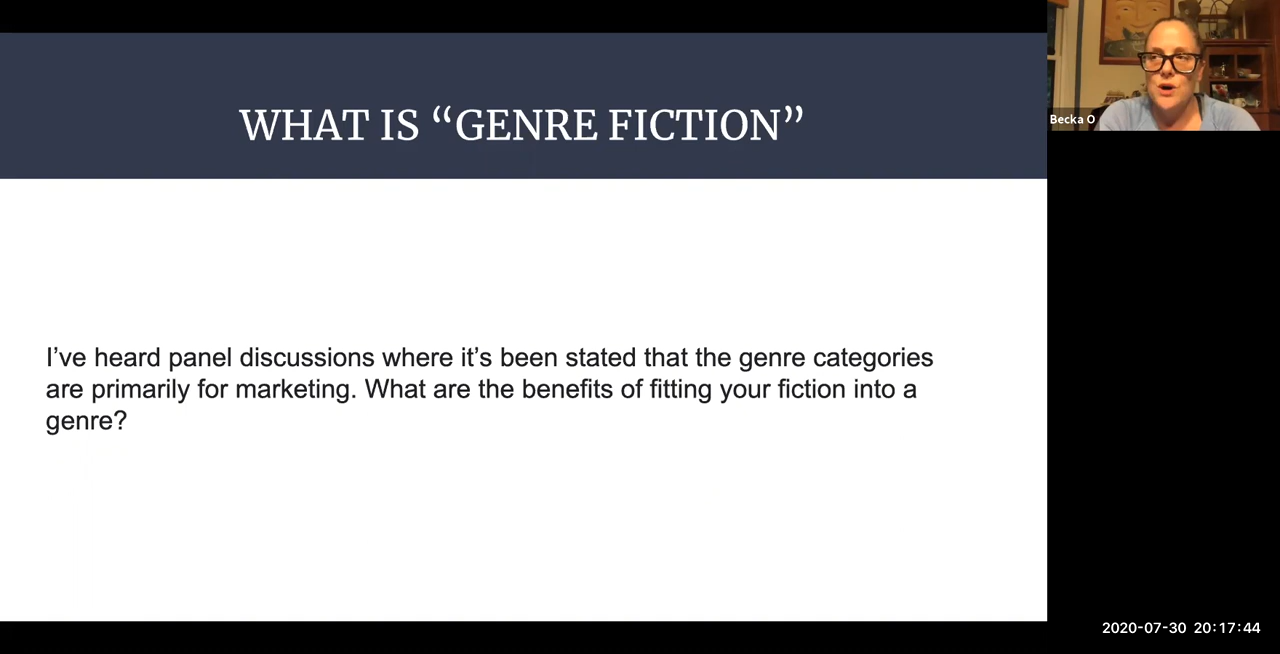 WHAT IS “GENRE FICTION”
Becka O
I’ve heard panel discussions where it’s been stated that the genre categories
are primarily for marketing. What are the benefits of fitting your fiction into a
genre?
2020-07-30 20:17:44